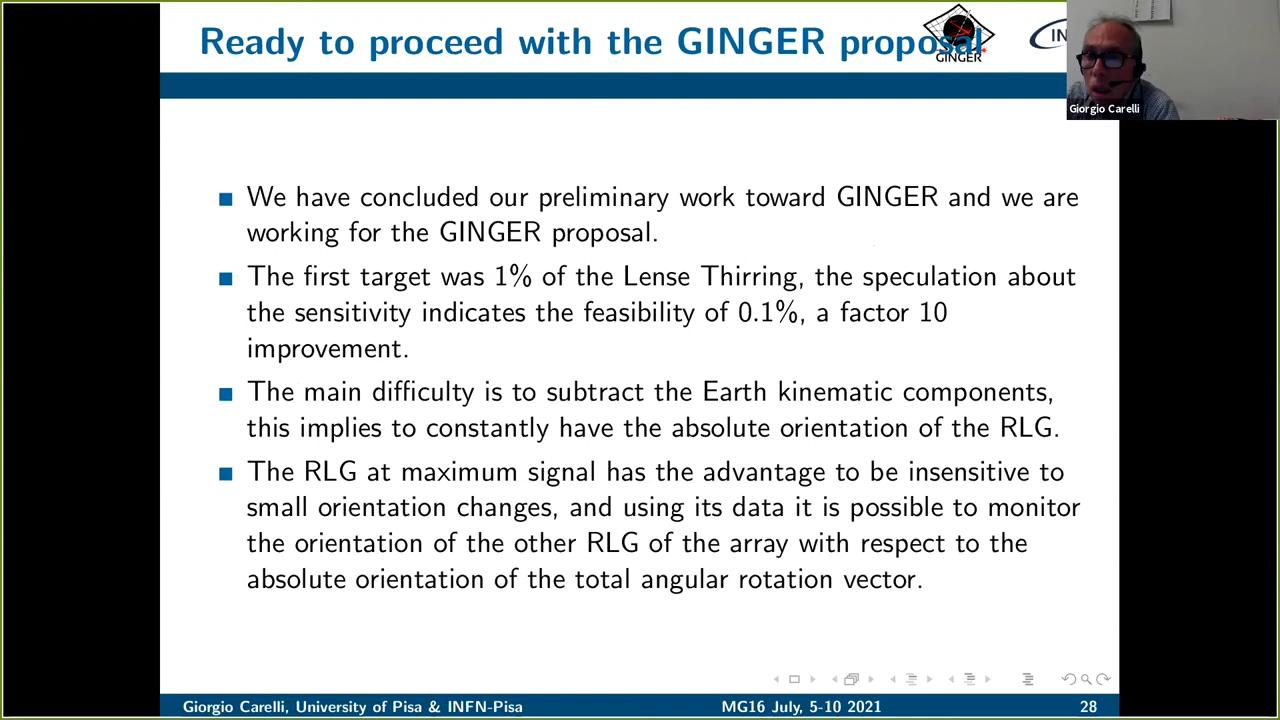 Ready to proceed with the GINGER proposal
GINGER
IN
Giorgio Carelli
We have concluded our preliminary work toward GINGER and we are
working for the GINGER proposal.
The first target was 1% of the Lense Thirring, the speculation about
the sensitivity indicates the feasibility of 0.1%, a factor 10
improvement.
The main difficulty is to subtract the Earth kinematic components,
this implies to constantly have the absolute orientation of the RLG.
The RLG at maximum signal has the advantage to be insensitive to
small orientation changes, and using its data it is possible to monitor
the orientation of the other RLG of the array with respect to the
absolute orientation of the total angular rotation vector.
Giorgio Carelli, University of Pisa & INFN-Pisa MG16 July, 5-10 2021 28